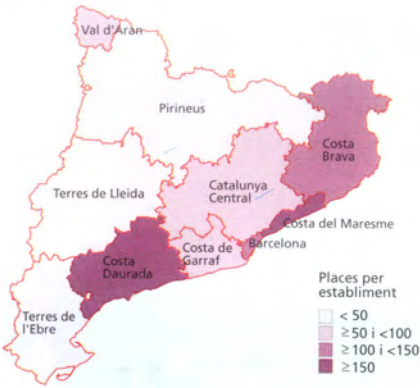 Val d'Aran
Pirineus
Costa
Brava
Terres de Lleida
Catalunya
Central
Costa del Maresme
Barcelona
Costa de
Garraf
Costa
Daurada
Terres de
l'Ebre
Places per
establiment
< 50
≥ 50 i <100
≥ 100 i <150
≥ 150